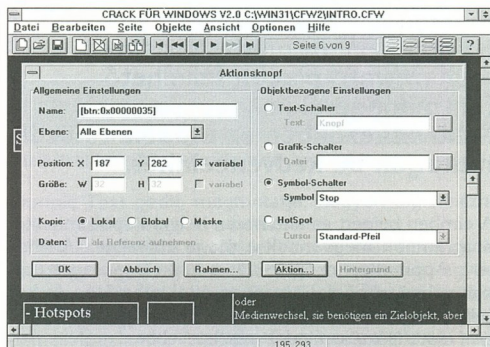 CRACK FÜR WINDOWS V2.0 C:\WIN31\CFW2\INTRO.CFW
Datei Bearbeiten Seite Objekte Ansicht Optionen Hilfe
Seite 6 von 9
?
Aktionsknopf
Allgemeine Einstellungen
Name: [btn:0x00000035]
Ebene: Alle Ebenen
Position: X 187 Y 282 variabel
Größe: W 32 H 32 variabel
Kopie: Lokal Global Maske
Daten: als Referenz aufnehmen
Objektbezogene Einstellungen
Text-Schalter
Text Knopf ...
Grafik-Schalter
Datei ...
Symbol-Schalter
Symbol Stop
HotSpot
Cursor Standard-Pfeil
OK Abbruch Rahmen... Aktion... Hintergrund...
S
- Hotspots
oder
Medienwechsel, sie benötigen ein Zielobjekt, aber
195, 293